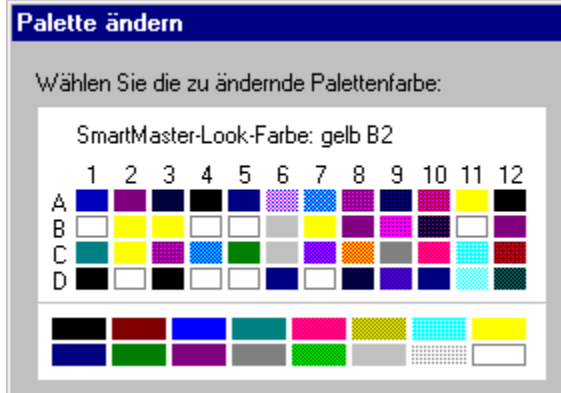 Palette ändern
Wählen Sie die zu ändernde Palettenfarbe:
SmartMaster-Look-Farbe: gelb B2
1 2 3 4 5 6 7 8 9 10 11 12
A
B
C
D